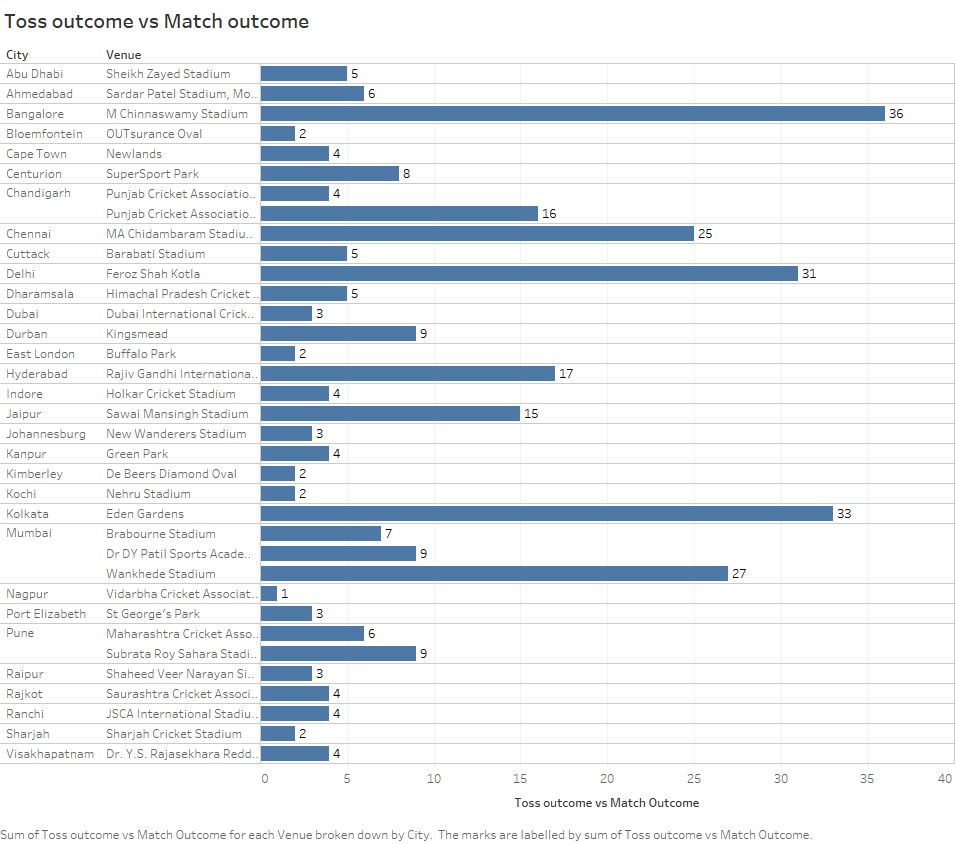 Toss outcome vs Match outcome
City Venue
Abu Dhabi Sheikh Zayed Stadium 5
Ahmedabad Sardar Patel Stadium, Mo.. 6
Bangalore M Chinnaswamy Stadium 36
Bloemfontein OUTsurance Oval 2
Cape Town Newlands 4
Centurion SuperSport Park 8
Chandigarh Punjab Cricket Associatio.. 4
Punjab Cricket Associatio.. 16
Chennai MA Chidambaram Stadiu.. 25
Cuttack Barabati Stadium 5
Delhi Feroz Shah Kotla 31
Dharamsala Himachal Pradesh Cricket .. 5
Dubai Dubai International Crick.. 3
Durban Kingsmead 9
East London Buffalo Park 2
Hyderabad Rajiv Gandhi Internationa.. 17
Indore Holkar Cricket Stadium 4
Jaipur Sawai Mansingh Stadium 15
Johannesburg New Wanderers Stadium 3
Kanpur Green Park 4
Kimberley De Beers Diamond Oval 2
Kochi Nehru Stadium 2
Kolkata Eden Gardens 33
Mumbai Brabourne Stadium 7
Dr DY Patil Sports Acade.. 9
Wankhede Stadium 27
Nagpur Vidarbha Cricket Associat.. 1
Port Elizabeth St George's Park 3
Pune Maharashtra Cricket Asso.. 6
Subrata Roy Sahara Stadi.. 9
Raipur Shaheed Veer Narayan Si.. 3
Rajkot Saurashtra Cricket Associ.. 4
Ranchi JSCA International Stadiu.. 4
Sharjah Sharjah Cricket Stadium 2
Visakhapatnam Dr. Y.S. Rajasekhara Redd.. 4
0 5 10 15 20 25 30 35 40
Toss outcome vs Match Outcome
Sum of Toss outcome vs Match Outcome for each Venue broken down by City. The marks are labelled by sum of Toss outcome vs Match Outcome.